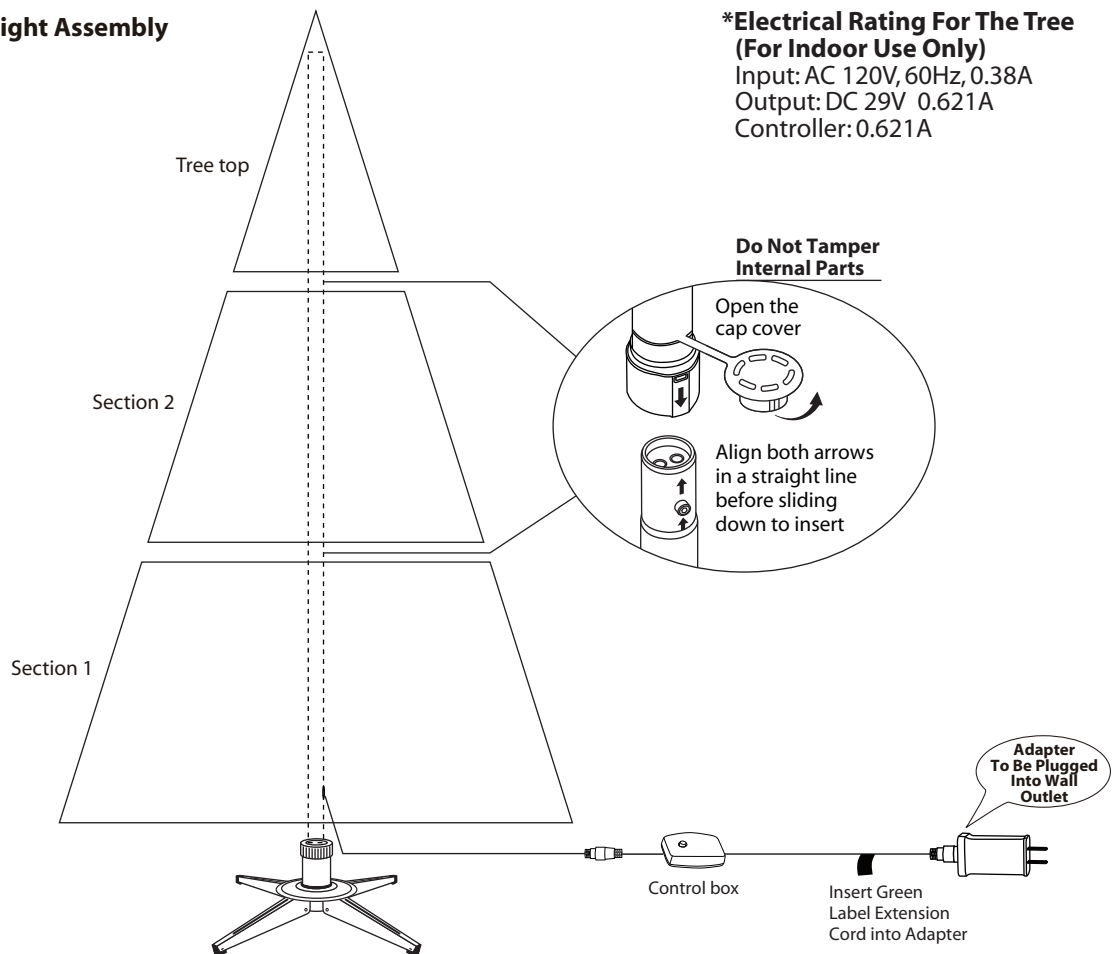 ight Assembly
*Electrical Rating For The Tree
(For Indoor Use Only)
Input: AC 120V, 60Hz, 0.38A
Output: DC 29V 0.621A
Controller: 0.621A
Tree top
Do Not Tamper
Internal Parts
Open the
cap cover
Section 2
Align both arrows
in a straight line
before sliding
down to insert
Section 1
Adapter
To Be Plugged
Into Wall
Outlet
Control box
Insert Green
Label Extension
Cord into Adapter